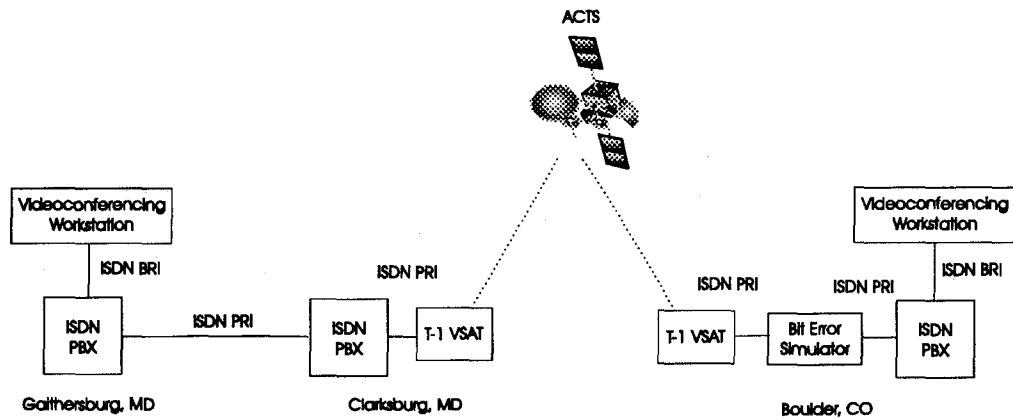 ACTS
Videoconferencing
Workstation
Videoconferencing
Workstation
ISDN BRI
ISDN PRI
ISDN PRI
ISDN PRI
ISDN BRI
ISDN PRI
ISDN
PBX
ISDN
PBX
T-1 VSAT
T-1 VSAT
Bit Error
Simulator
ISDN
PBX
Gaithersburg, MD
Clarksburg, MD
Boulder, CO